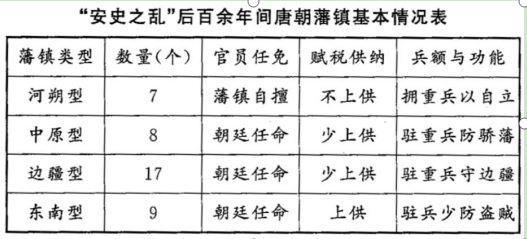 “安史之乱”后百余年间唐朝藩镇基本情况表
藩镇类型 数量(个) 官员任免 赋税供纳 兵额与功能
河朔型 7 藩镇自擅 不上供 拥重兵以自立
中原型 8 朝廷任命 少上供 驻重兵防骄藩
边疆型 17 朝廷任命 少上供 驻重兵守边疆
东南型 9 朝廷任命 上供 驻兵少防盗贼